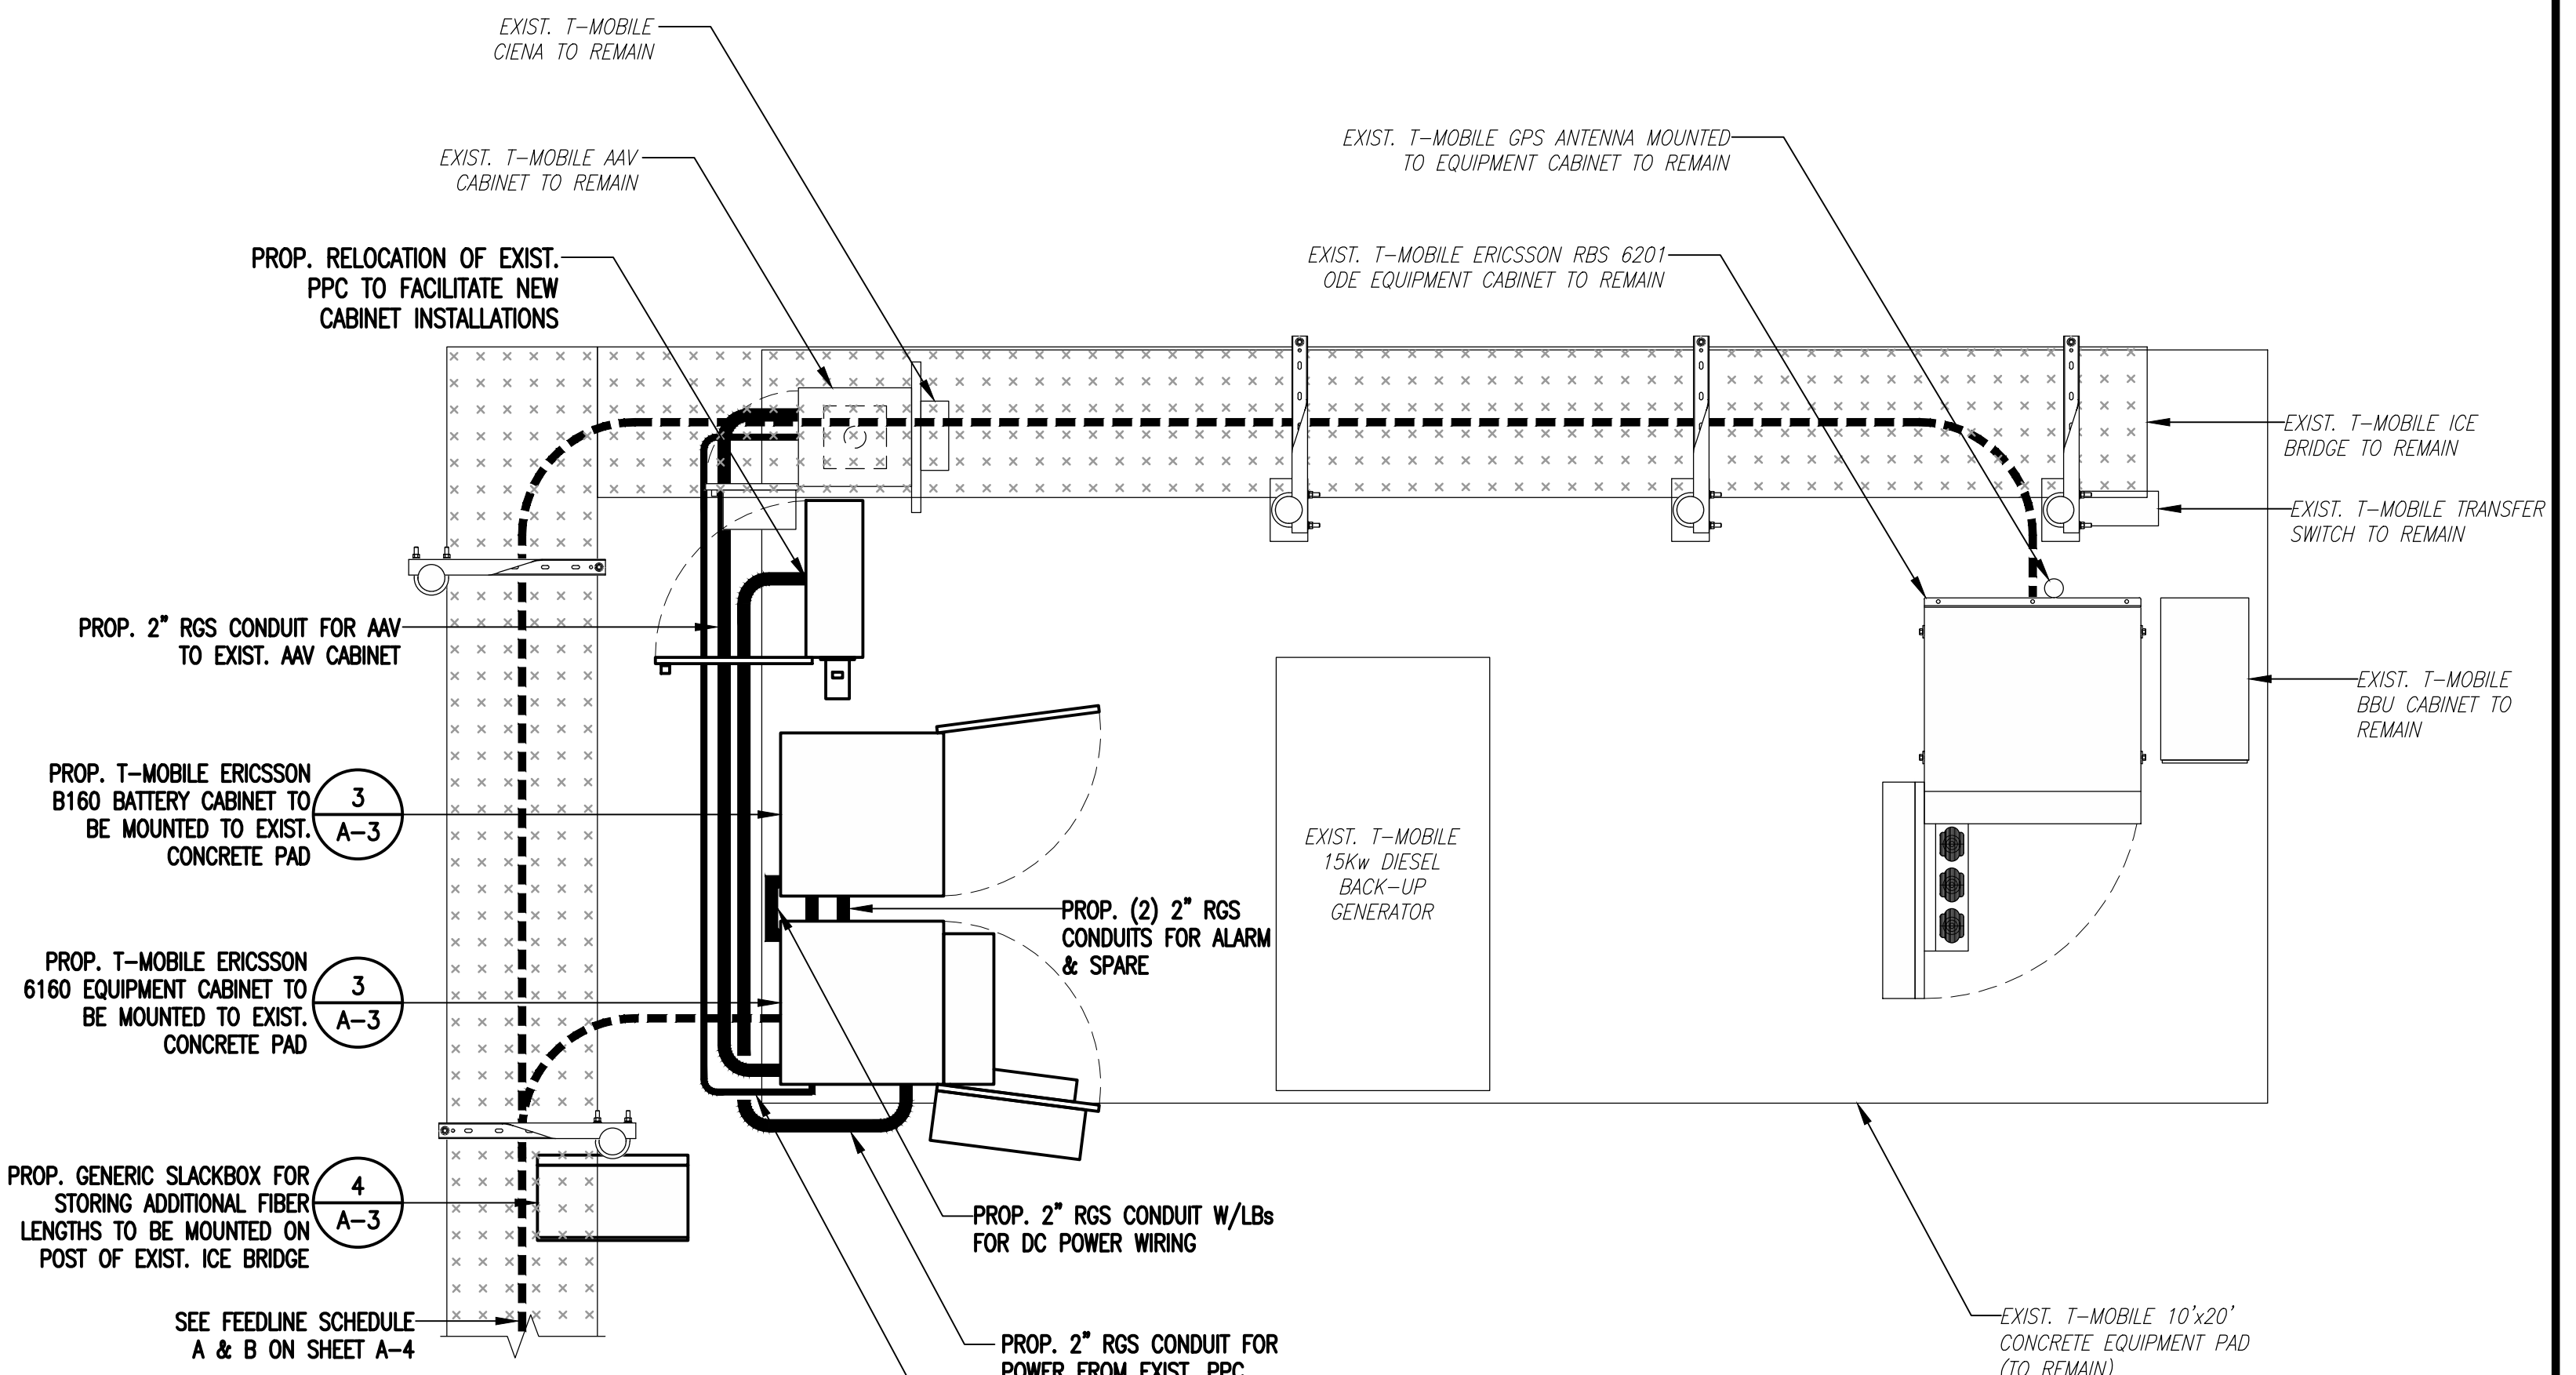 EXIST. T-MOBILE
CIENA TO REMAIN
EXIST. T-MOBILE AAV
CABINET TO REMAIN
PROP. RELOCATION OF EXIST.
PPC TO FACILITATE NEW
CABINET INSTALLATIONS
EXIST. T-MOBILE GPS ANTENNA MOUNTED
TO EQUIPMENT CABINET TO REMAIN
EXIST. T-MOBILE ERICSSON RBS 6201
ODE EQUIPMENT CABINET TO REMAIN
EXIST. T-MOBILE ICE
BRIDGE TO REMAIN
EXIST. T-MOBILE TRANSFER
SWITCH TO REMAIN
EXIST. T-MOBILE
BBU CABINET TO
REMAIN
PROP. 2" RGS CONDUIT FOR AAV
TO EXIST. AAV CABINET
PROP. T-MOBILE ERICSSON
B160 BATTERY CABINET TO
BE MOUNTED TO EXIST.
CONCRETE PAD
3
A-3
EXIST. T-MOBILE
15Kw DIESEL
BACK-UP
GENERATOR
PROP. (2) 2" RGS
CONDUITS FOR ALARM
& SPARE
PROP. T-MOBILE ERICSSON
6160 EQUIPMENT CABINET TO
BE MOUNTED TO EXIST.
CONCRETE PAD
3
A-3
PROP. GENERIC SLACKBOX FOR
STORING ADDITIONAL FIBER
LENGTHS TO BE MOUNTED ON
POST OF EXIST. ICE BRIDGE
4
A-3
PROP. 2" RGS CONDUIT W/LBs
FOR DC POWER WIRING
SEE FEEDLINE SCHEDULE
A & B ON SHEET A-4
PROP. 2" RGS CONDUIT FOR
POWER FROM EXIST. PPC
EXIST. T-MOBILE 10'x20'
CONCRETE EQUIPMENT PAD
(TO REMAIN)